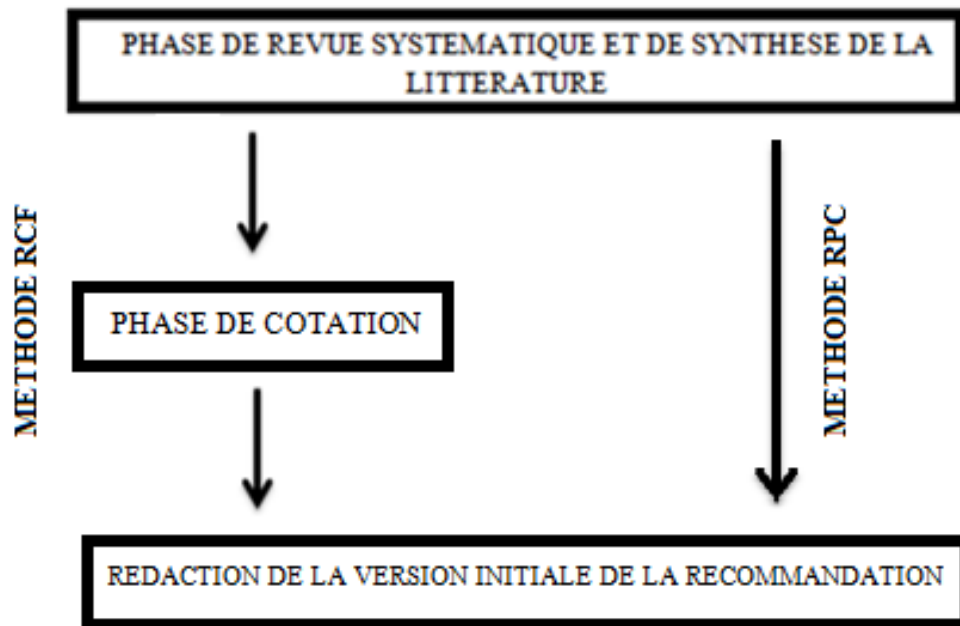 PHASE DE REVUE SYSTEMATIQUE ET DE SYNTHESE DE LA
LITTERATURE
METHODE RCF
METHODE RPC
PHASE DE COTATION
REDACTION DE LA VERSION INITIALE DE LA RECOMMANDATION